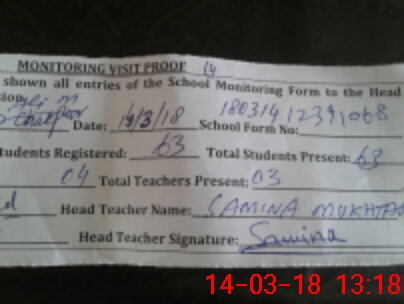 MONITORING VISIT PROOF 14
shown all entries of the School Monitoring Form to the Head
Date: 14/3/18 School Form No: 180314 12391068
Students Registered: 63 Total Students Present: 63
04 Total Teachers Present: 03
Head Teacher Name: SAMINA MUKHTAR
Head Teacher Signature: Samina
14-03-18 13:18